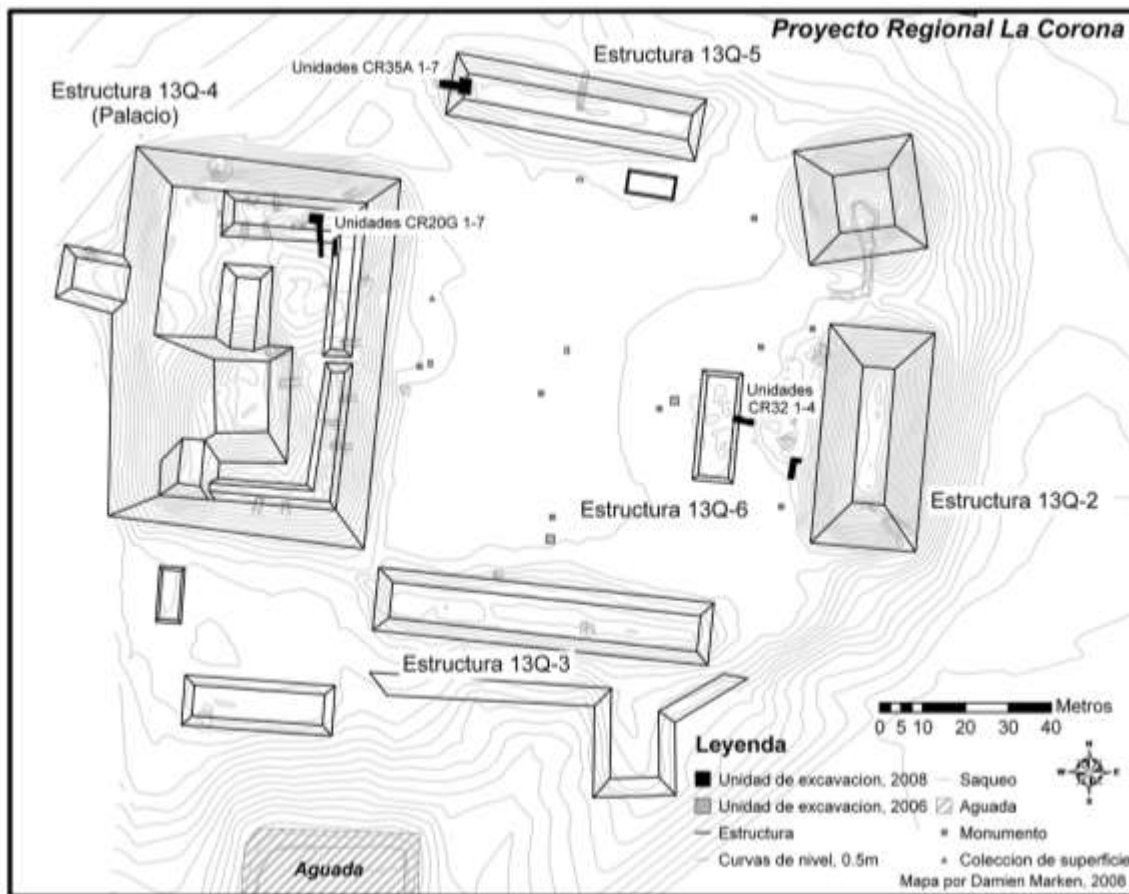 Proyecto Regional La Corona
Estructura 13Q-5
Unidades CR35A 1-7
Estructura 13Q-4
(Palacio)
Unidades CR20G 1-7
Unidades
CR32 1-4
Estructura 13Q-6
Estructura 13Q-2
Estructura 13Q-3
Metros
0 5 10 20 30 40
Leyenda
Unidad de excavacion, 2008
Unidad de excavacion, 2006
Estructura
Curvas de nivel, 0.5m
Saqueo
Aguada
Monumento
Coleccion de superficie
N
W E
S
Aguada
Mapa por Damien Marken, 2008